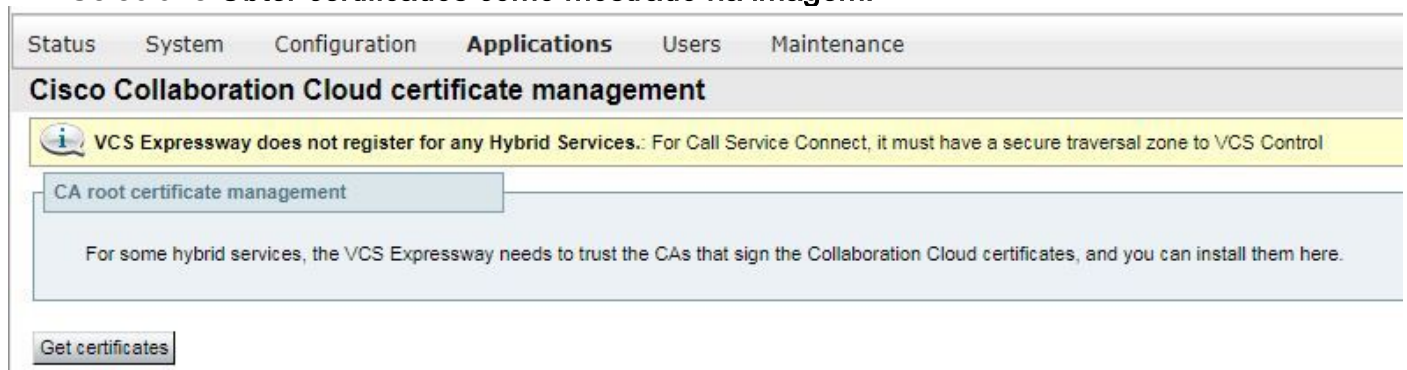 Status System Configuration Applications Users Maintenance
Cisco Collaboration Cloud certificate management
VCS Expressway does not register for any Hybrid Services.: For Call Service Connect, it must have a secure traversal zone to VCS Control
CA root certificate management
For some hybrid services, the VCS Expressway needs to trust the CAs that sign the Collaboration Cloud certificates, and you can install them here.
Get certificates